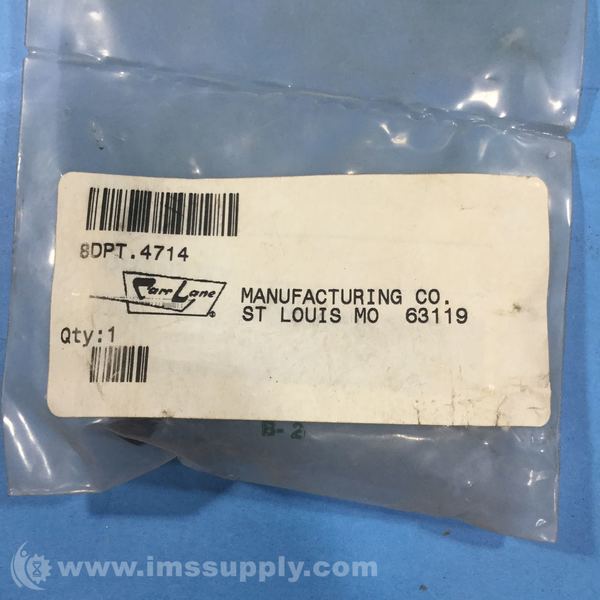 8DPT.4714
Carr Lane ®
MANUFACTURING CO.
ST LOUIS MO 63119
Qty:1
B-2
www.imssupply.com